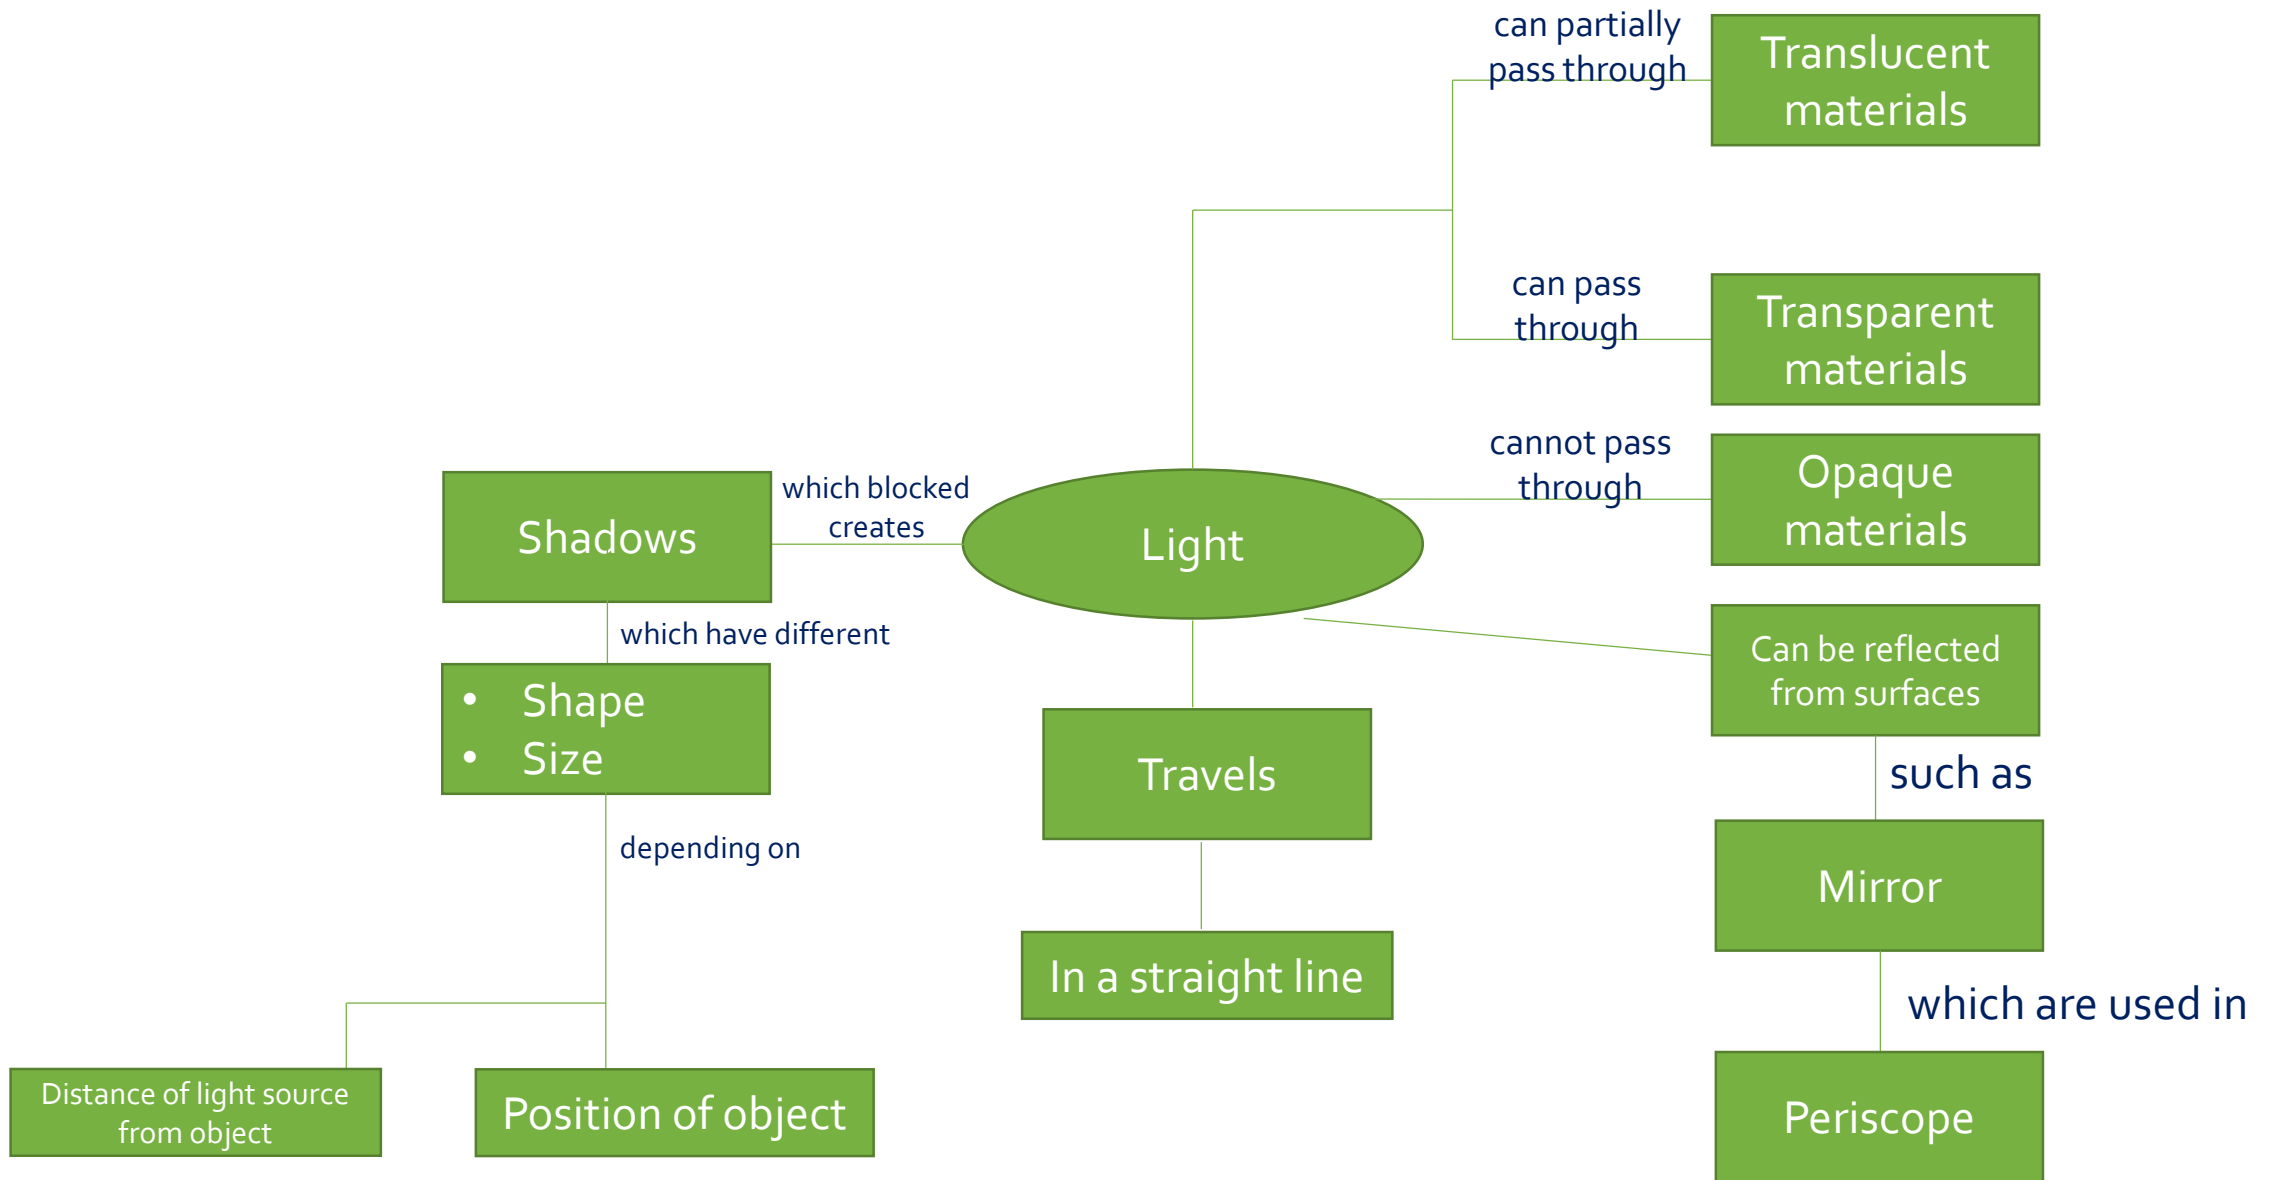 can partially
pass through
Translucent
materials
can pass
through
Transparent
materials
cannot pass
through
Opaque
materials
which blocked
creates
Shadows
Light
which have different
Can be reflected
from surfaces
• Shape
• Size
Travels
such as
depending on
Mirror
In a straight line
which are used in
Distance of light source
from object
Position of object
Periscope